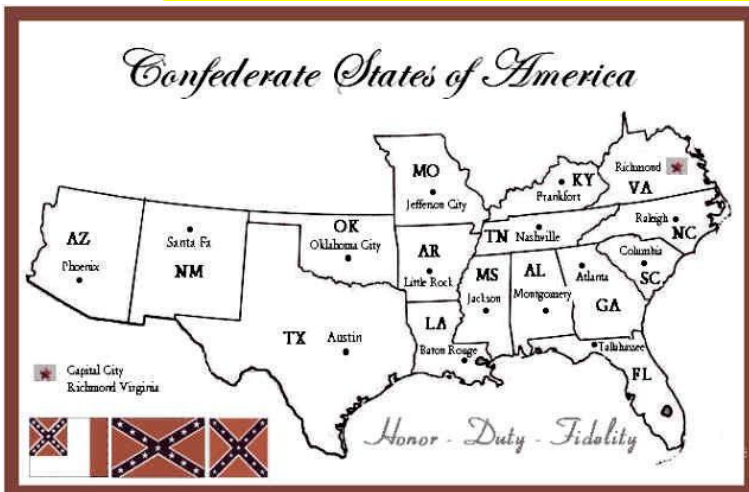 Confederate States of America
MO
Jefferson City
KY
Frankfort
Richmond
VA
Raleigh
NC
AZ
Phoenix
Santa Fa
NM
OK
Oklahoma City
AR
Little Rock
TN Nashville
Columbia
SC
MS
Jackson
AL
Montgomery
Atlanta
GA
TX Austin
LA
Baton Rouge
Tallahassee
FL
Capital City
Richmond Virginia
Honor - Duty - Fidelity